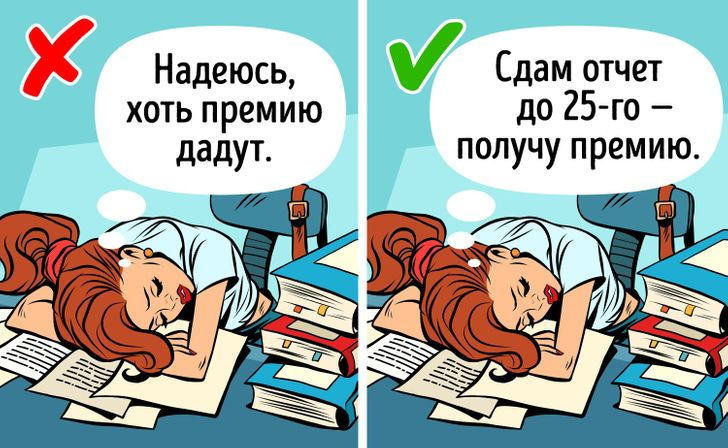 Надеюсь,
хоть премию
дадут.
Сдам отчет
до 25-го –
получу премию.